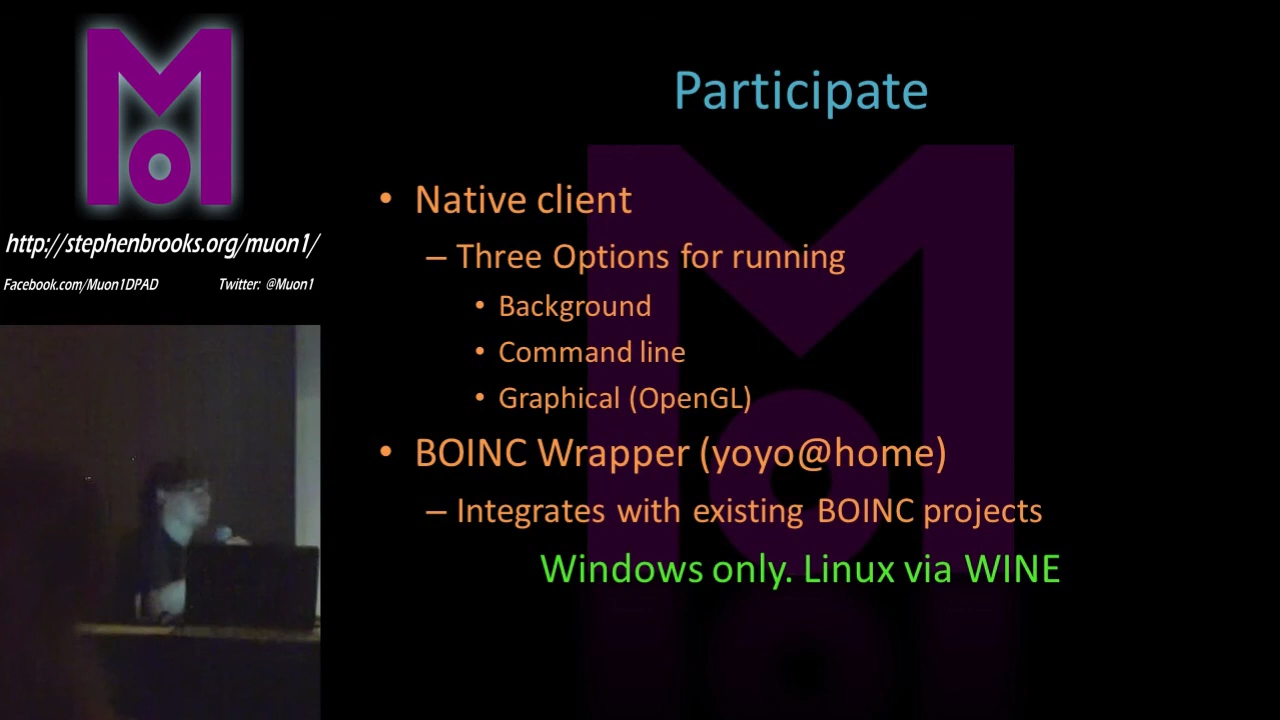 http://stephenbrooks.org/muon1/
Facebook.com/Muon1DPAD Twitter: @Muon1
Participate
• Native client
– Three Options for running
• Background
• Command line
• Graphical (OpenGL)
• BOINC Wrapper (yoyo@home)
– Integrates with existing BOINC projects
Windows only. Linux via WINE